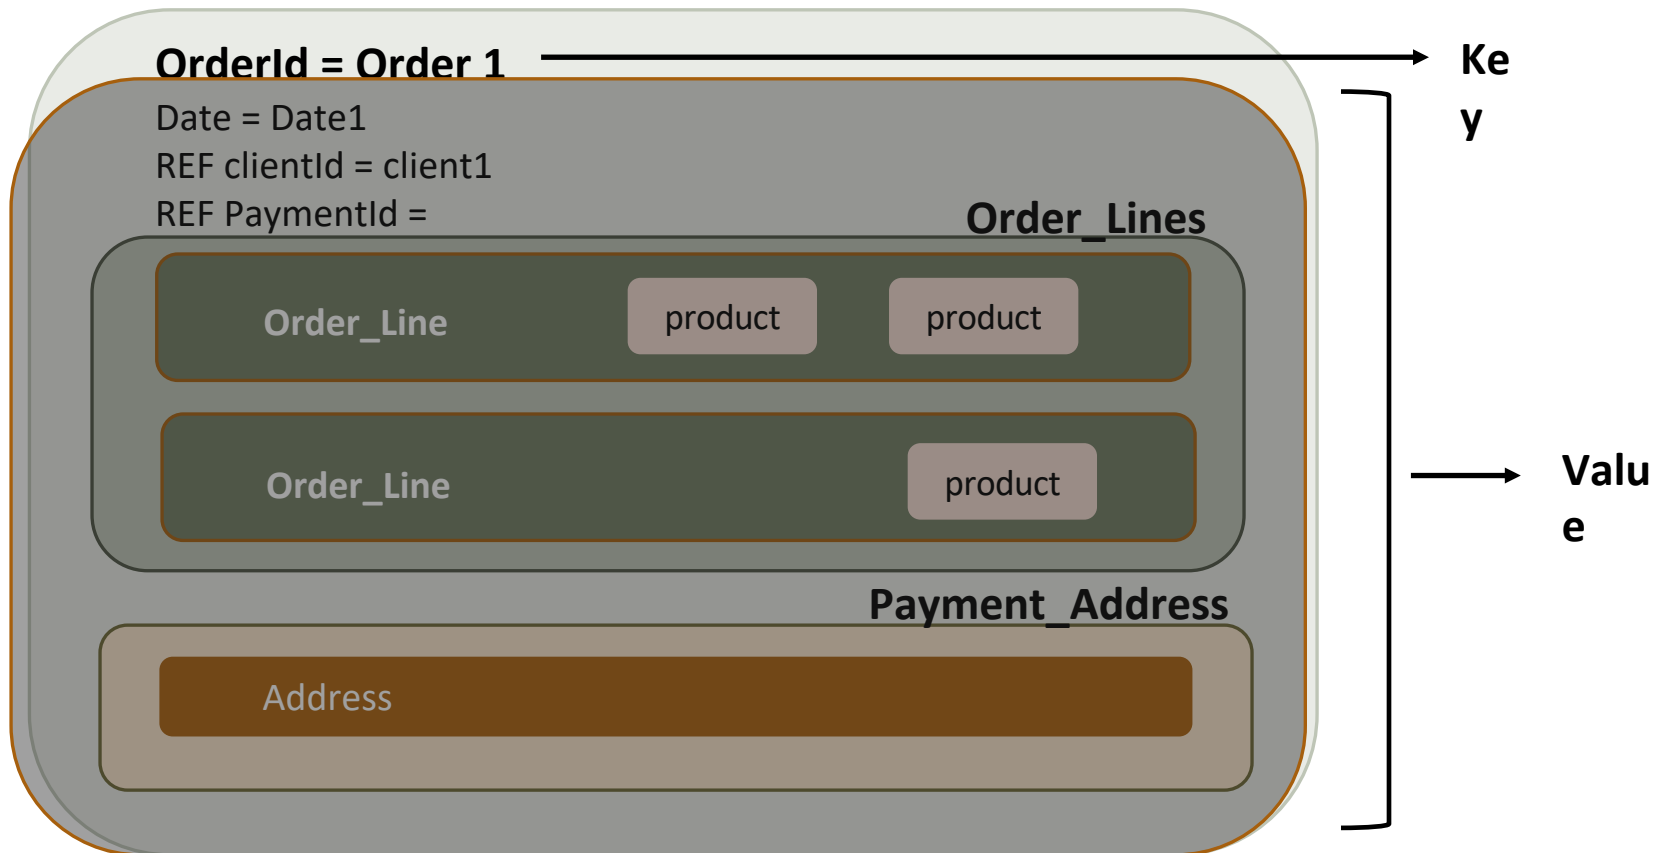 OrderId = Order 1
Ke
y
Date = Date1
REF clientId = client1
REF PaymentId =
Order_Lines
Order_Line
product
product
Order_Line
product
Valu
e
Payment_Address
Address